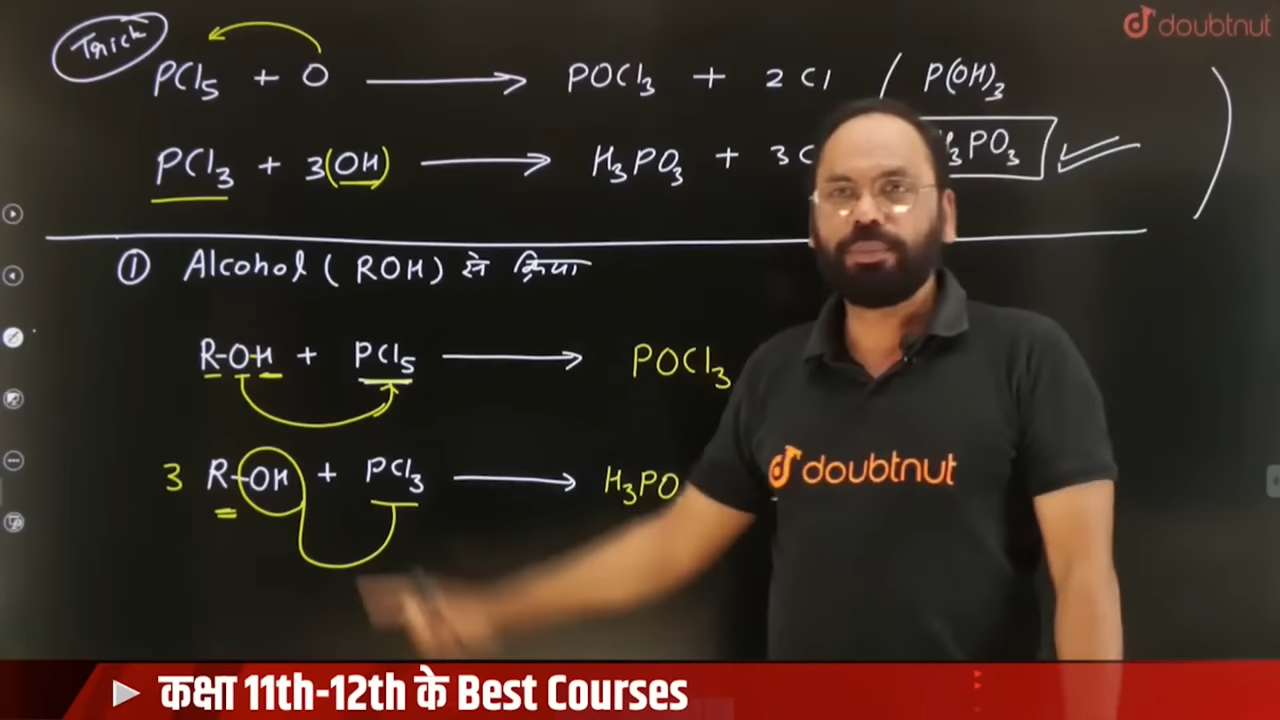 doubtnut
Trick
PCl5 + O ⟶ POCl3 + 2Cl ( P(OH)3
PCl3 + 3(OH) ⟶ H3PO3 + 3C H3PO3 )
① Alcohol ( ROH) से क्रिया
R-OH + PCl5 ⟶ POCl3
3 R-OH + PCl3 ⟶ H3PO
doubtnut
कक्षा 11th-12th के Best Courses